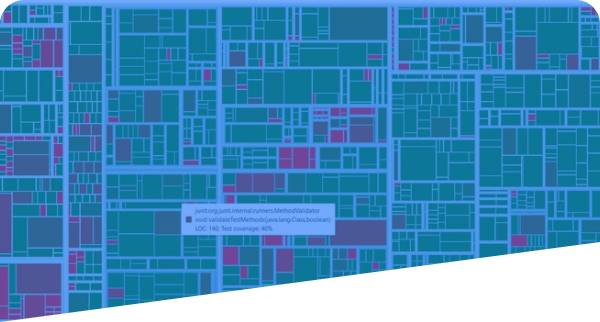 junit.org.junit.internal.runners.MethodValidator
void validateTestMethods(java.lang.Class,boolean)
LOC: 140, Test coverage: 40%